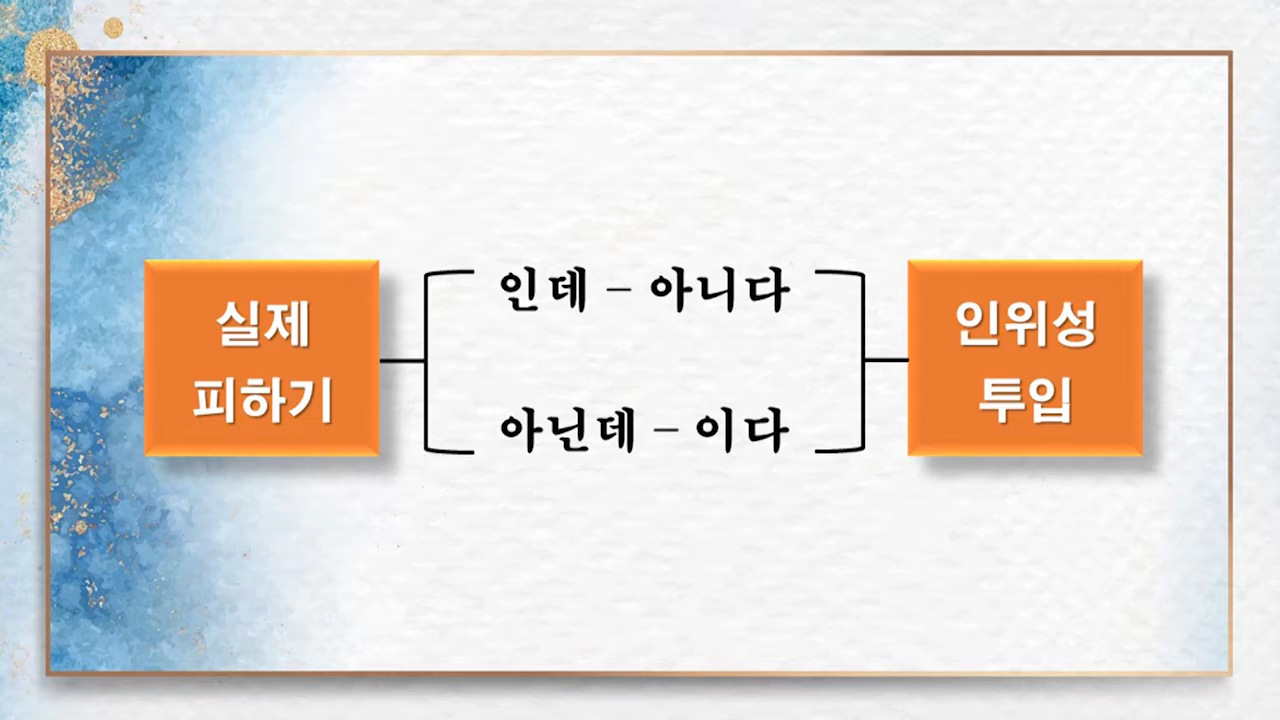 실제
피하기
인데 – 아니다
아닌데 – 이다
인위성
투입